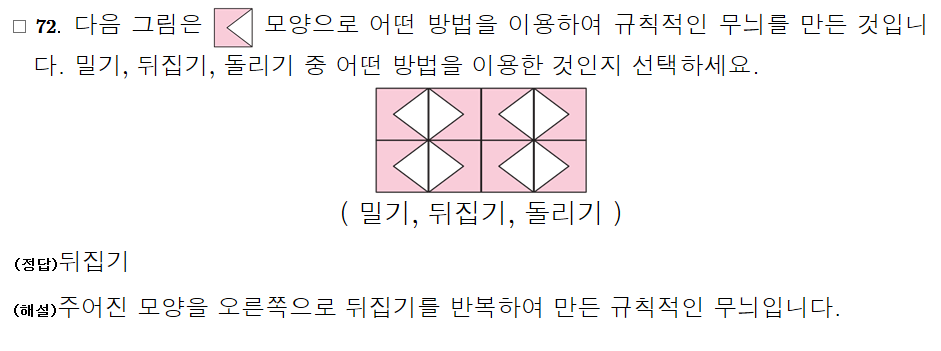 □ 72. 다음 그림은 모양으로 어떤 방법을 이용하여 규칙적인 무늬를 만든 것입니
다. 밀기, 뒤집기, 돌리기 중 어떤 방법을 이용한 것인지 선택하세요.
( 밀기, 뒤집기, 돌리기 )
(정답)뒤집기
(해설)주어진 모양을 오른쪽으로 뒤집기를 반복하여 만든 규칙적인 무늬입니다.